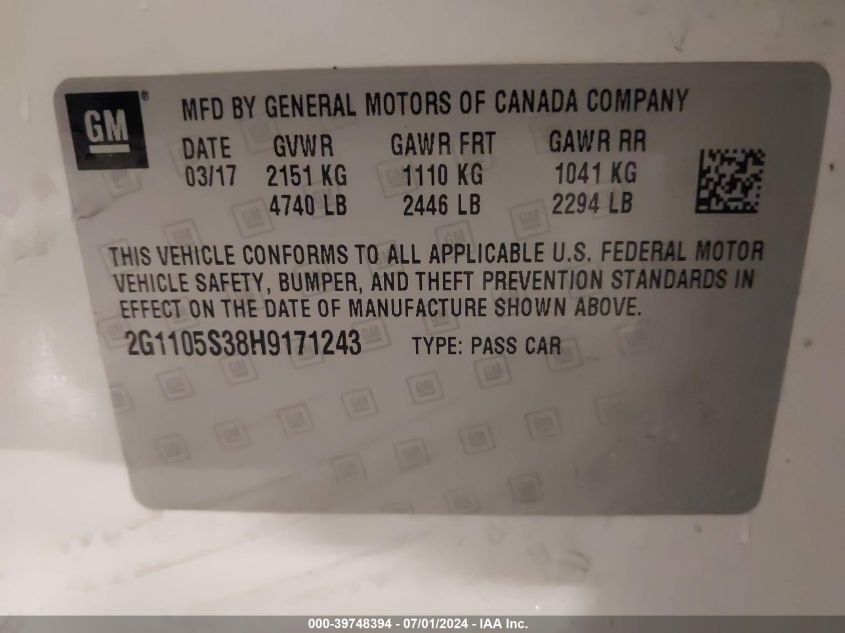 GM®
MFD BY GENERAL MOTORS OF CANADA COMPANY
DATE GVWR GAWR FRT GAWR RR
03/17 2151 KG 1110 KG 1041 KG
4740 LB 2446 LB 2294 LB
THIS VEHICLE CONFORMS TO ALL APPLICABLE U.S. FEDERAL MOTOR
VEHICLE SAFETY, BUMPER, AND THEFT PREVENTION STANDARDS IN
EFFECT ON THE DATE OF MANUFACTURE SHOWN ABOVE.
2G1105S38H9171243 TYPE: PASS CAR
000-39748394 - 07/01/2024 - IAA Inc.